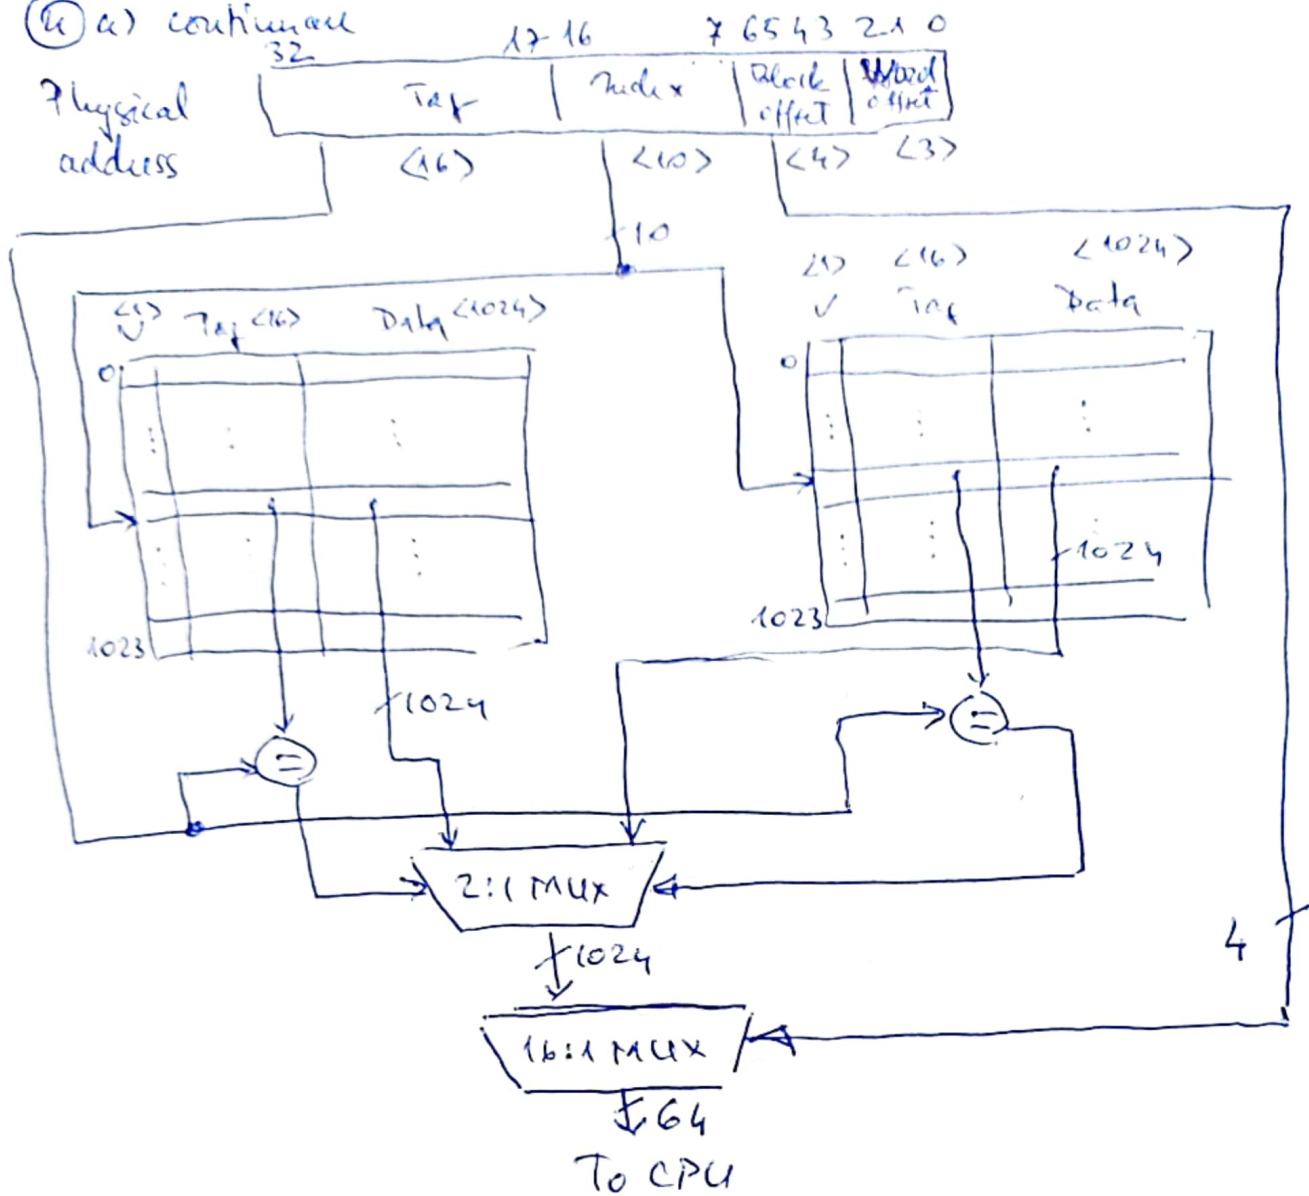 4 a) continuare
32 17 16 7 6 5 4 3 2 1 0
Physical address
Tag Index Block offset Word offset
<16> <10> <4> <3>
10
<1> <16> <1024>
V Tag Data
<1> V Tag <16> Data <1024>
0
0
1024
1023
1023
1024
=
=
2:1 MUX
1024
4
16:1 MUX
64
To CPU